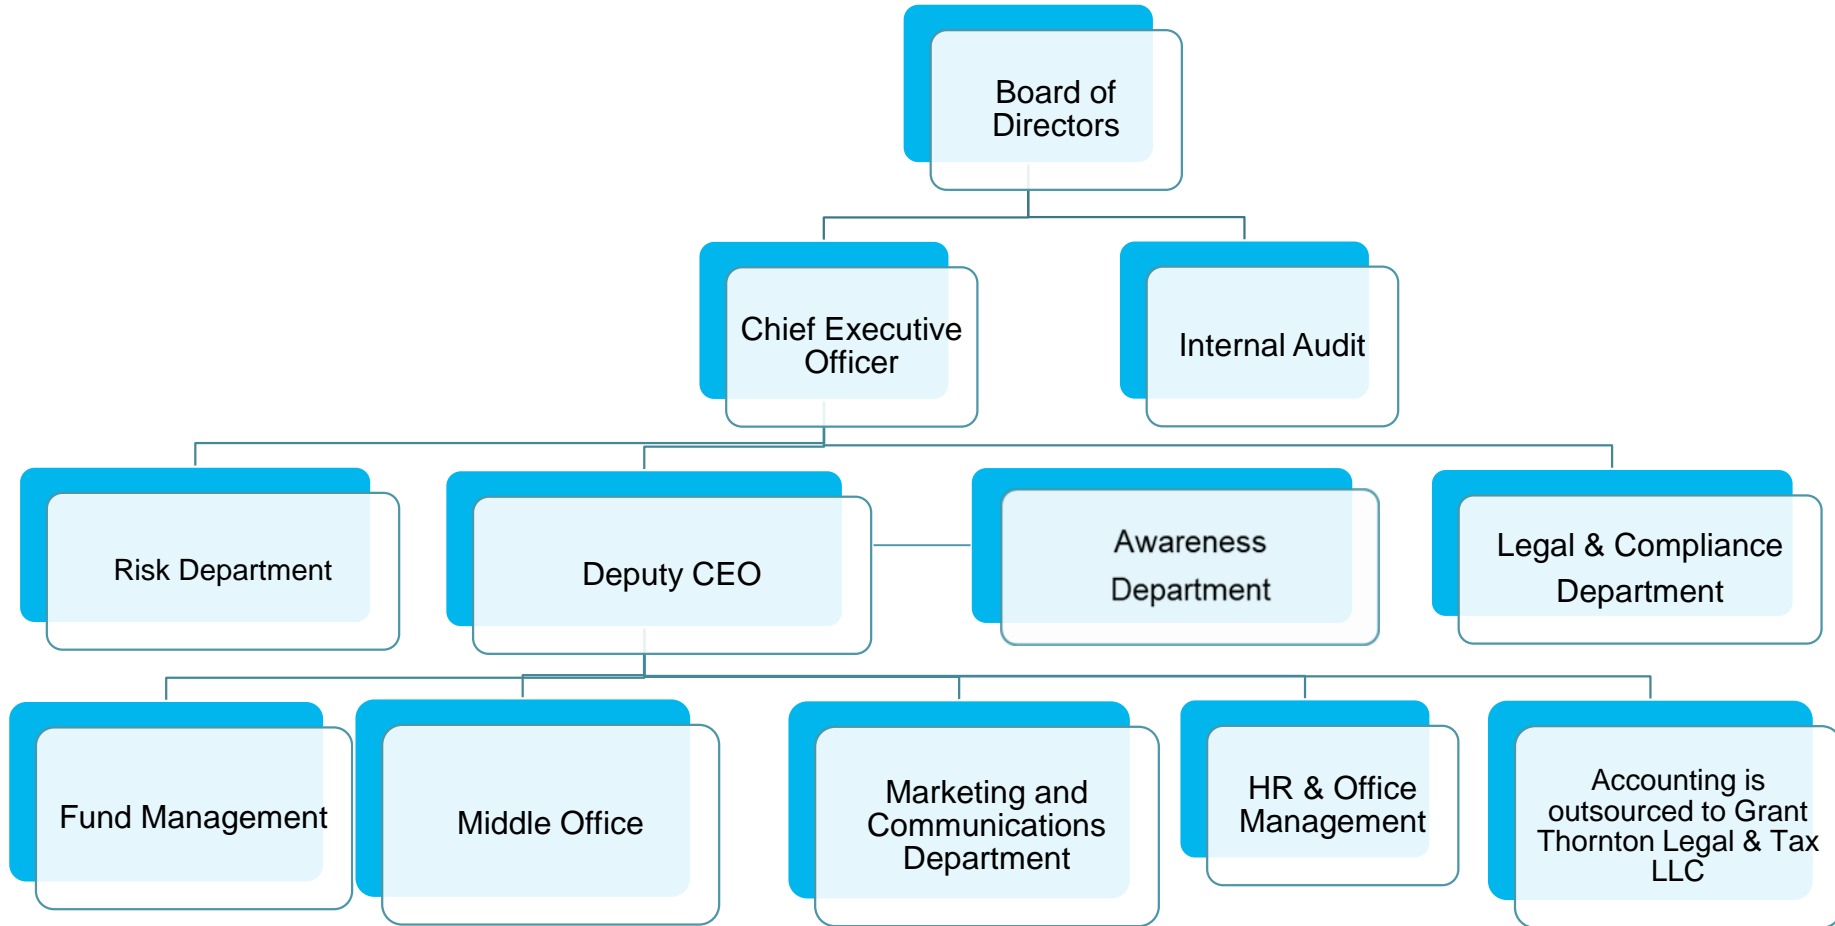 Board of
Directors
Chief Executive
Officer
Internal Audit
Risk Department
Deputy CEO
Awareness
Department
Legal & Compliance
Department
Fund Management
Middle Office
Marketing and
Communications
Department
HR & Office
Management
Accounting is
outsourced to Grant
Thornton Legal & Tax
LLC